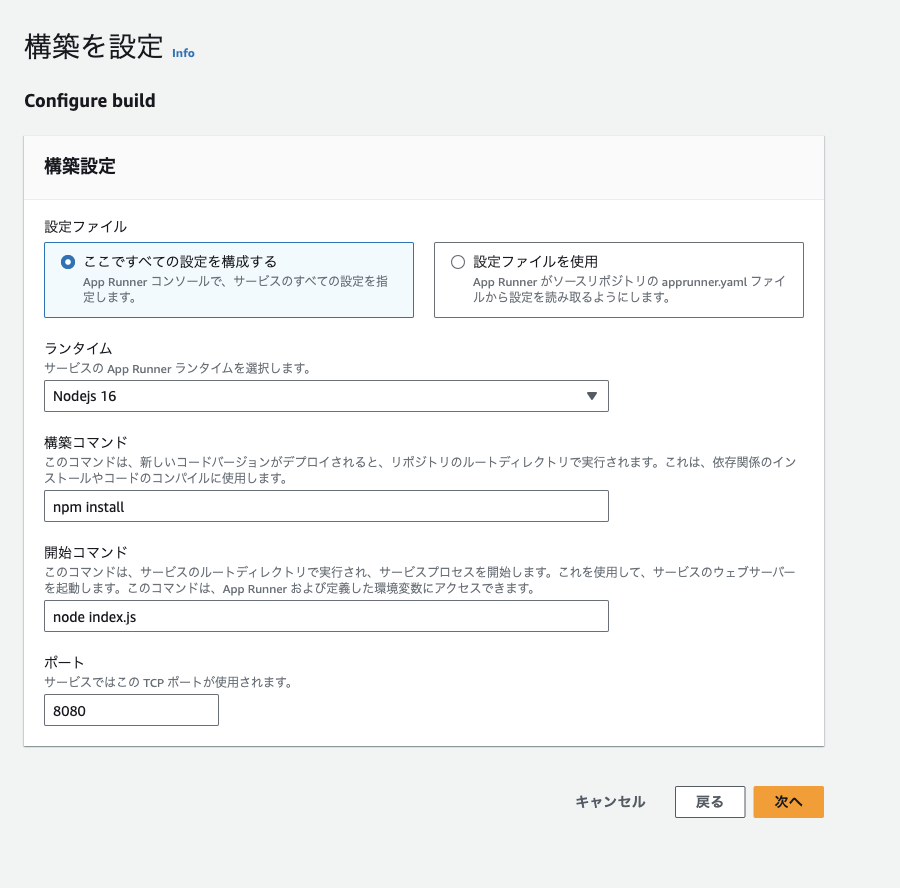 構築を設定 Info
Configure build
構築設定
設定ファイル
ここですべての設定を構成する
App Runner コンソールで、サービスのすべての設定を指
定します。
設定ファイルを使用
App Runner がソースリポジトリの apprunner.yaml ファイ
ルから設定を読み取るようにします。
ランタイム
サービスの App Runner ランタイムを選択します。
Nodejs 16
構築コマンド
このコマンドは、新しいコードバージョンがデプロイされると、リポジトリのルートディレクトリで実行されます。これは、依存関係のイン
ストールやコードのコンパイルに使用します。
npm install
開始コマンド
このコマンドは、サービスのルートディレクトリで実行され、サービスプロセスを開始します。これを使用して、サービスのウェブサーバー
を起動します。このコマンドは、App Runner および定義した環境変数にアクセスできます。
node index.js
ポート
サービスではこの TCP ポートが使用されます。
8080
キャンセル 戻る 次へ